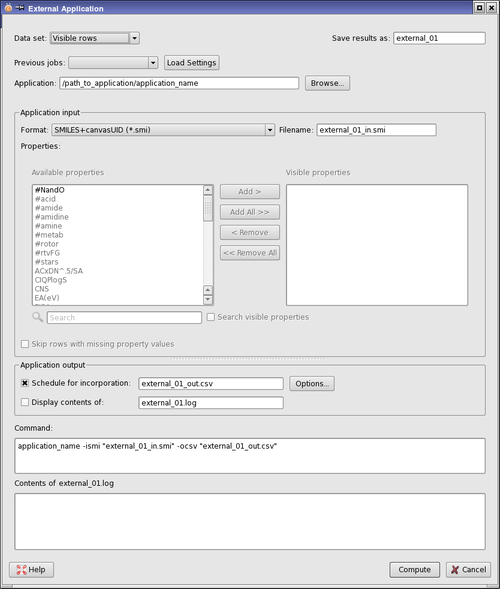 External Application
Data set: Visible rows Save results as: external_01
Previous jobs: Load Settings
Application: /path_to_application/application_name Browse...
Application input
Format: SMILES+canvasUID (*.smi) Filename: external_01_in.smi
Properties:
Available properties Visible properties
#NandO
#acid
#amide
#amidine
#amine
#metab
#rotor
#rtvFG
#stars
ACxDN^.5/SA
CIQPlogS
CNS
EA(eV)
Add >
Add All >>
< Remove
<< Remove All
Search Search visible properties
Skip rows with missing property values
Application output
Schedule for incorporation: external_01_out.csv Options...
Display contents of: external_01.log
Command:
application_name -ismi "external_01_in.smi" -ocsv "external_01_out.csv"
Contents of external_01.log
Help Compute Cancel